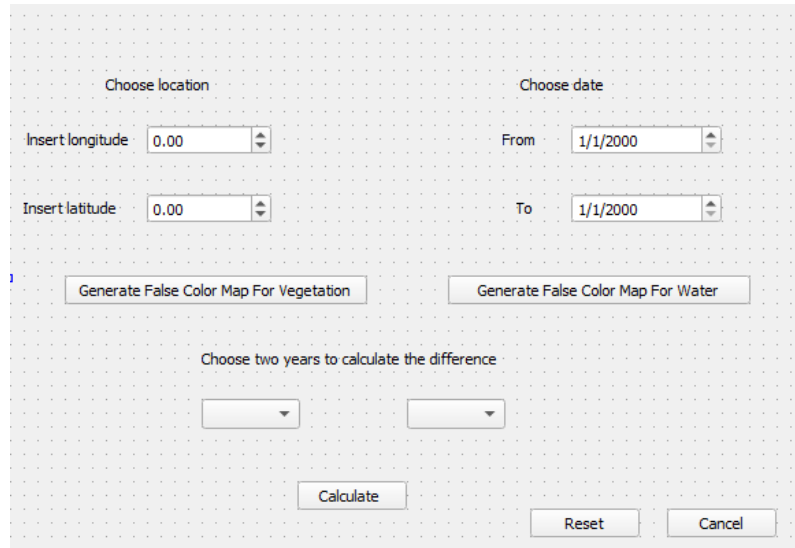 Choose location
Choose date
Insert longitude
0.00
From
1/1/2000
Insert latitude
0.00
To
1/1/2000
Generate False Color Map For Vegetation
Generate False Color Map For Water
Choose two years to calculate the difference
Calculate
Reset
Cancel